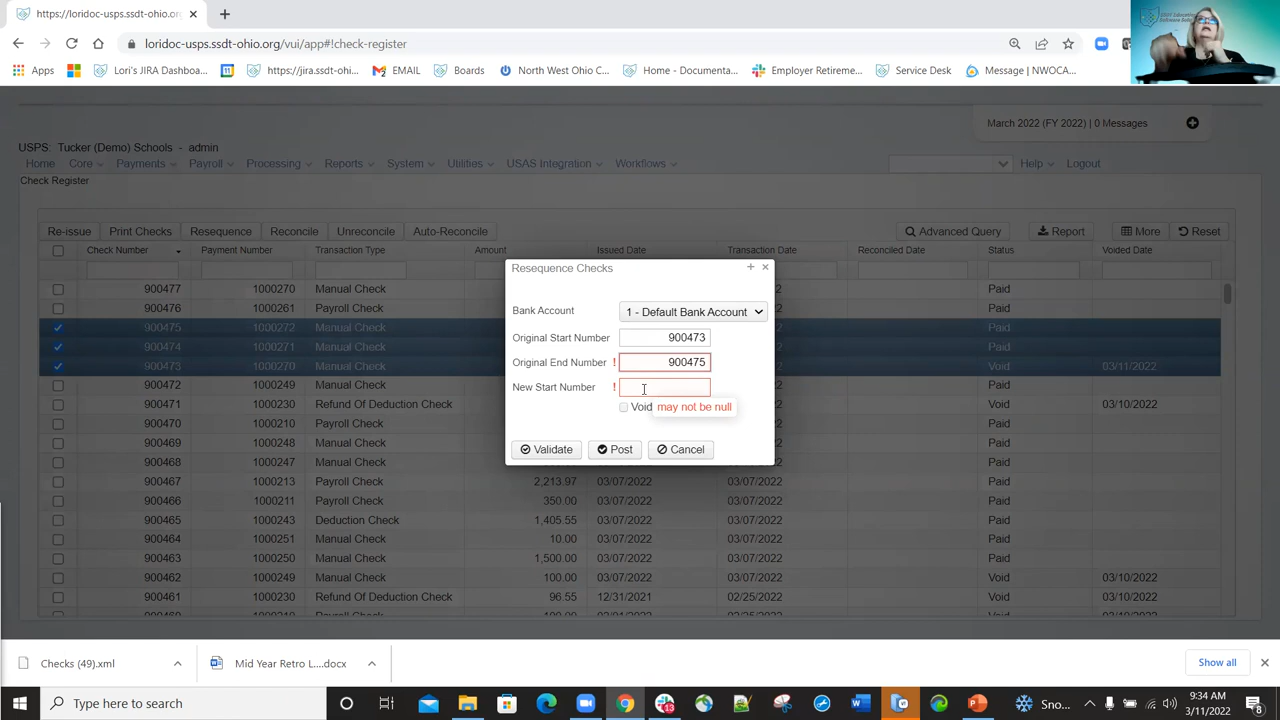 https://loridoc-usps.ssdt-ohio.org/
loridoc-usps.ssdt-ohio.org/vui/app#!check-register
Apps Lori's JIRA Dashboa... https://jira.ssdt-ohi... EMAIL Boards North West Ohio C... Home - Documenta... Employer Retireme... Service Desk Message | NWOCA...
March 2022 (FY 2022) | 0 Messages
USPS: Tucker (Demo) Schools - admin
Home Core Payments Payroll Processing Reports System Utilities USAS Integration Workflows Help Logout
Check Register
Re-issue Print Checks Resequence Reconcile Unreconcile Auto-Reconcile Advanced Query Report More Reset
Check Number Payment Number Transaction Type Amount Issued Date Transaction Date Reconciled Date Status Voided Date
Resequence Checks
Bank Account 1 - Default Bank Account
Original Start Number 900473
Original End Number ! 900475
New Start Number !
Void may not be null
Validate Post Cancel
900477 1000270 Manual Check Paid
900476 1000261 Payroll Check Paid
900475 1000272 Manual Check Paid
900474 1000271 Manual Check Paid
900473 1000270 Manual Check Void 03/11/2022
900472 1000249 Manual Check Paid
900471 1000230 Refund Of Deduction Check Void 03/10/2022
900470 1000223 Payroll Check Paid
900469 1000248 Manual Check Paid
900468 1000247 Manual Check Paid
900467 1000213 Payroll Check 2,213.97 03/07/2022 03/07/2022 Paid
900466 1000211 Payroll Check 350.00 03/07/2022 03/07/2022 Paid
900465 1000243 Deduction Check 1,405.55 03/07/2022 03/07/2022 Paid
900464 1000251 Manual Check 10.00 03/07/2022 03/07/2022 Paid
900463 1000250 Manual Check 1,500.00 03/07/2022 03/07/2022 Paid
900462 1000249 Manual Check 100.00 03/07/2022 03/07/2022 Void 03/10/2022
900461 1000230 Refund Of Deduction Check 96.55 12/31/2021 02/25/2022 Void 03/10/2022
Checks (49).xml Mid Year Retro L....docx Show all
Type here to search 13 Sno... 9:34 AM
3/11/2022 8